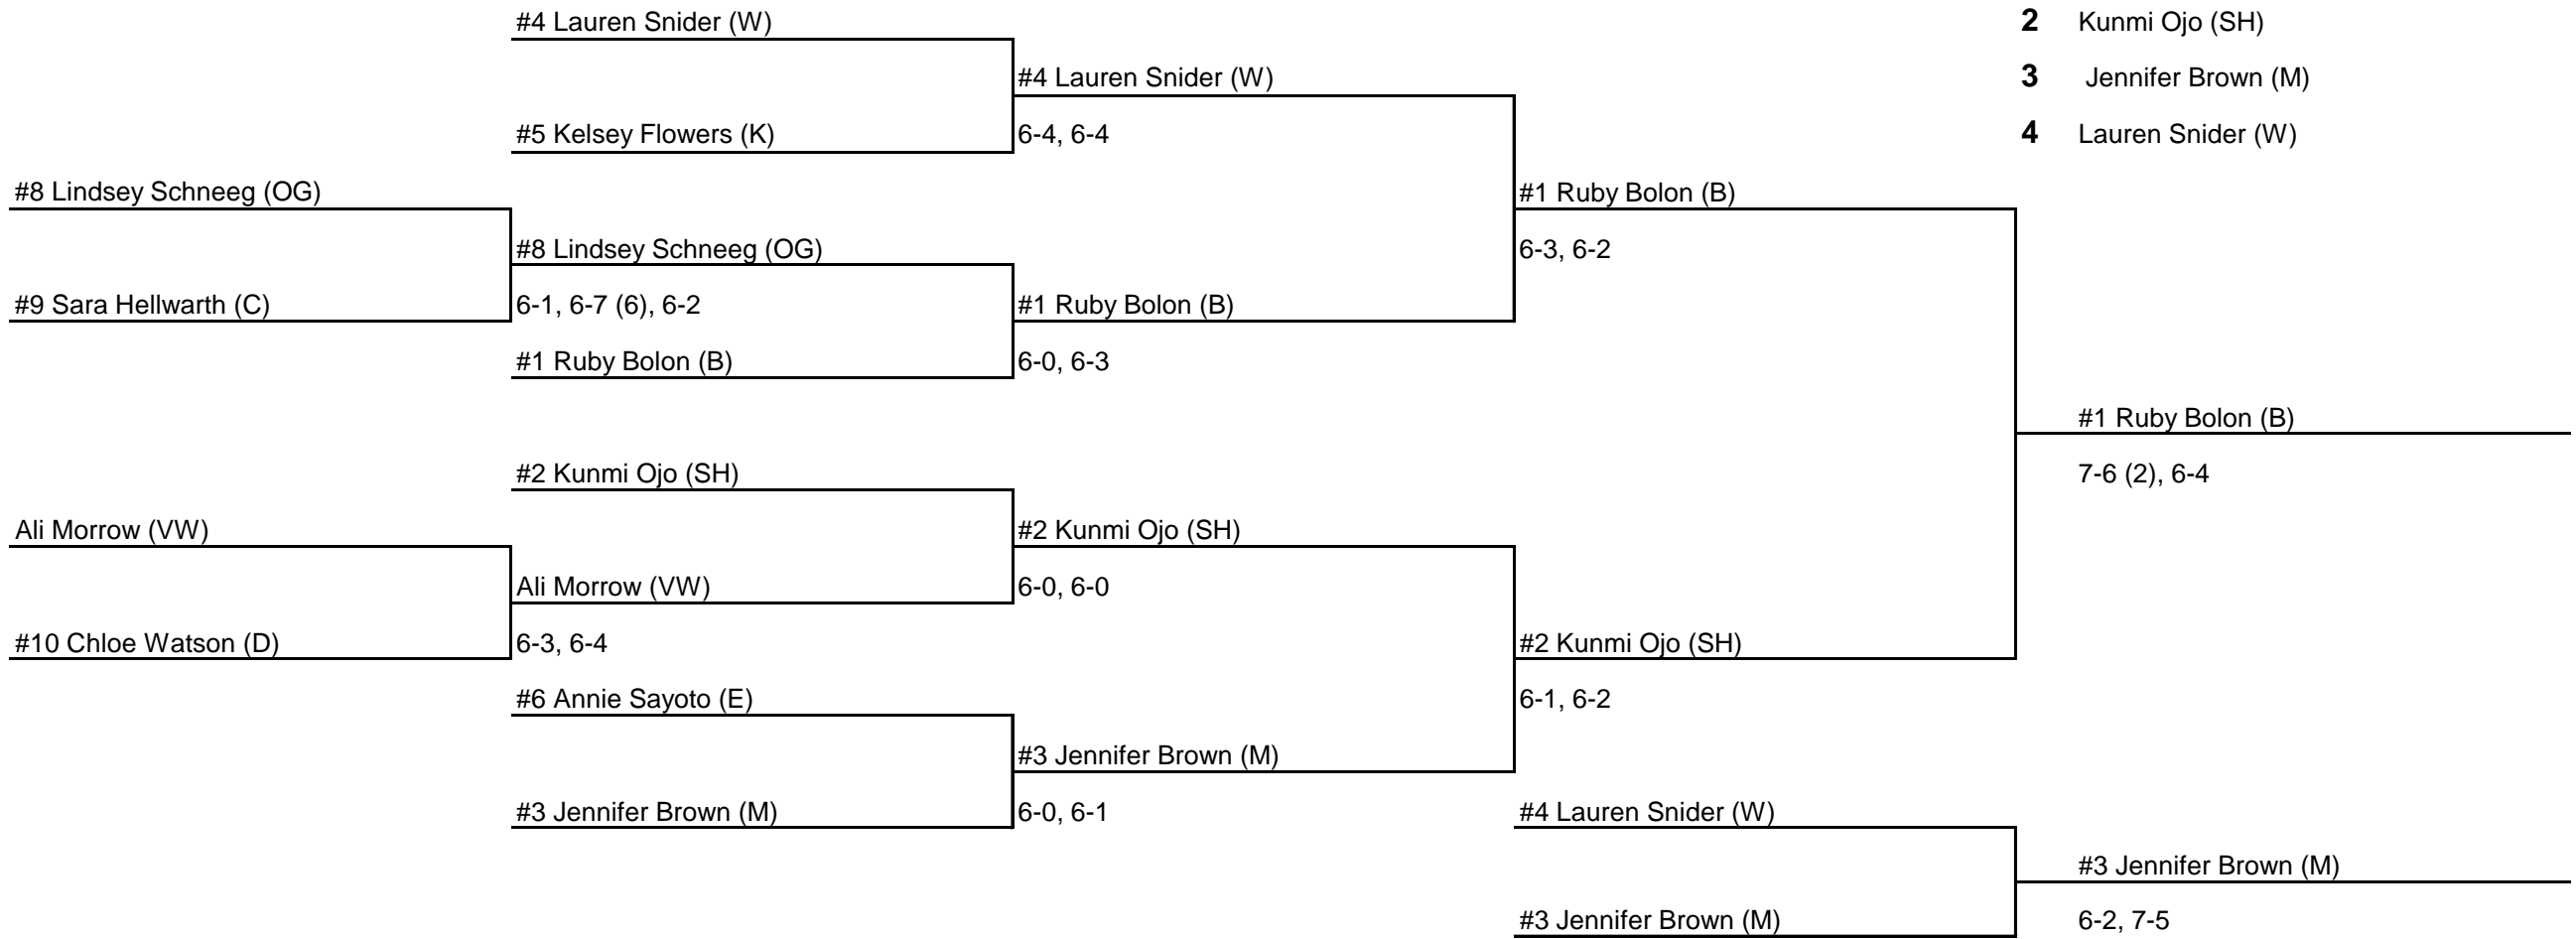 #4 Lauren Snider (W)
2 Kunmi Ojo (SH)
#4 Lauren Snider (W)
3 Jennifer Brown (M)
#5 Kelsey Flowers (K)
6-4, 6-4
4 Lauren Snider (W)
#8 Lindsey Schneeg (OG)
#1 Ruby Bolon (B)
#8 Lindsey Schneeg (OG)
6-3, 6-2
#9 Sara Hellwarth (C)
6-1, 6-7 (6), 6-2
#1 Ruby Bolon (B)
#1 Ruby Bolon (B)
6-0, 6-3
#1 Ruby Bolon (B)
#2 Kunmi Ojo (SH)
7-6 (2), 6-4
Ali Morrow (VW)
#2 Kunmi Ojo (SH)
Ali Morrow (VW)
6-0, 6-0
#10 Chloe Watson (D)
6-3, 6-4
#2 Kunmi Ojo (SH)
#6 Annie Sayoto (E)
6-1, 6-2
#3 Jennifer Brown (M)
#3 Jennifer Brown (M)
6-0, 6-1
#4 Lauren Snider (W)
#3 Jennifer Brown (M)
#3 Jennifer Brown (M)
6-2, 7-5